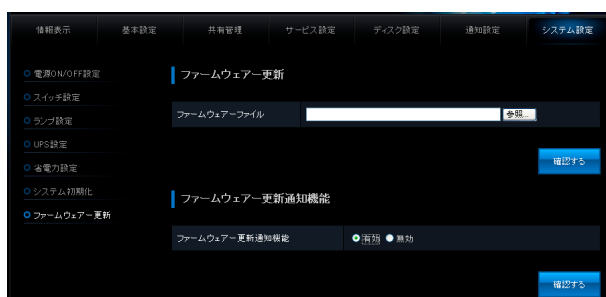 情報表示 基本設定 共有管理 サービス設定 ディスク設定 通知設定 システム設定
電源ON/OFF設定
スイッチ設定
ランプ設定
UPS設定
省電力設定
システム初期化
ファームウェアー更新
ファームウェアー更新
ファームウェアーファイル 参照...
確認する
ファームウェアー更新通知機能
ファームウェアー更新通知機能 有効 無効
確認する